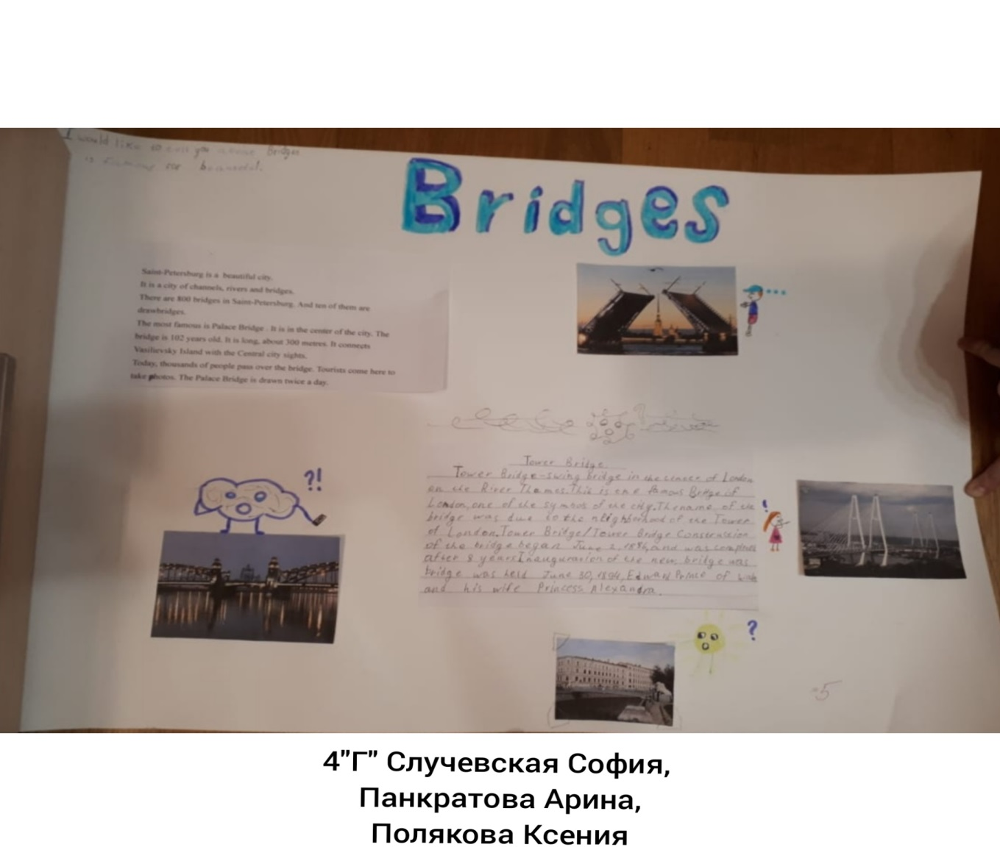 I would like to tell you about Bridges
is famous for beautiful.
Bridges
Saint-Petersburg is a beautiful city.
It is a city of channels, rivers and bridges.
There are 800 bridges in Saint-Petersburg. And ten of them are
drawbridges.
The most famous is Palace Bridge . It is in the center of the city. The
bridge is 102 years old. It is long, about 300 metres. It connects
Vasilievsky Island with the Central city sights.
Today, thousands of people pass over the bridge. Tourists come here to
take photos. The Palace Bridge is drawn twice a day.
...
?!
Tower Bridge.
Tower Bridge-swing bridge in the center of London
on the River Thames. This is one famous Bridge of
London, one of the symbols of the city. The name of the
bridge was due to the neighborhood of the Tower
of London. Tower Bridge/Tower Bridge Construction
of the bridge began June 2, 1886, and was
after 8 years. Inauguration of the new bridge was
bridge was held June 30, 1894, Edward Prince of
and his wife Princess Alexandra.
!
?
5
4"Г" Случевская София,
Панкратова Арина,
Полякова Ксения